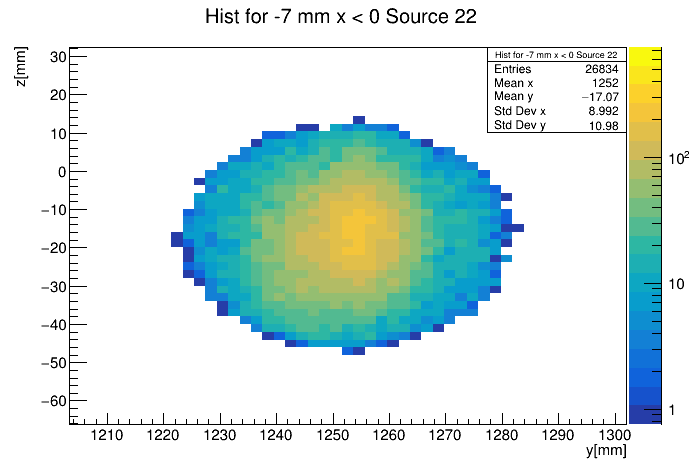 Hist for -7 mm x < 0 Source 22
z[mm]
Hist for -7 mm x < 0 Source 22
Entries 26834
Mean x 1252
Mean y −17.07
Std Dev x 8.992
Std Dev y 10.98
30
20
10
0
−10
−20
−30
−40
−50
−60
10²
10
1
1210 1220 1230 1240 1250 1260 1270 1280 1290 1300
y[mm]